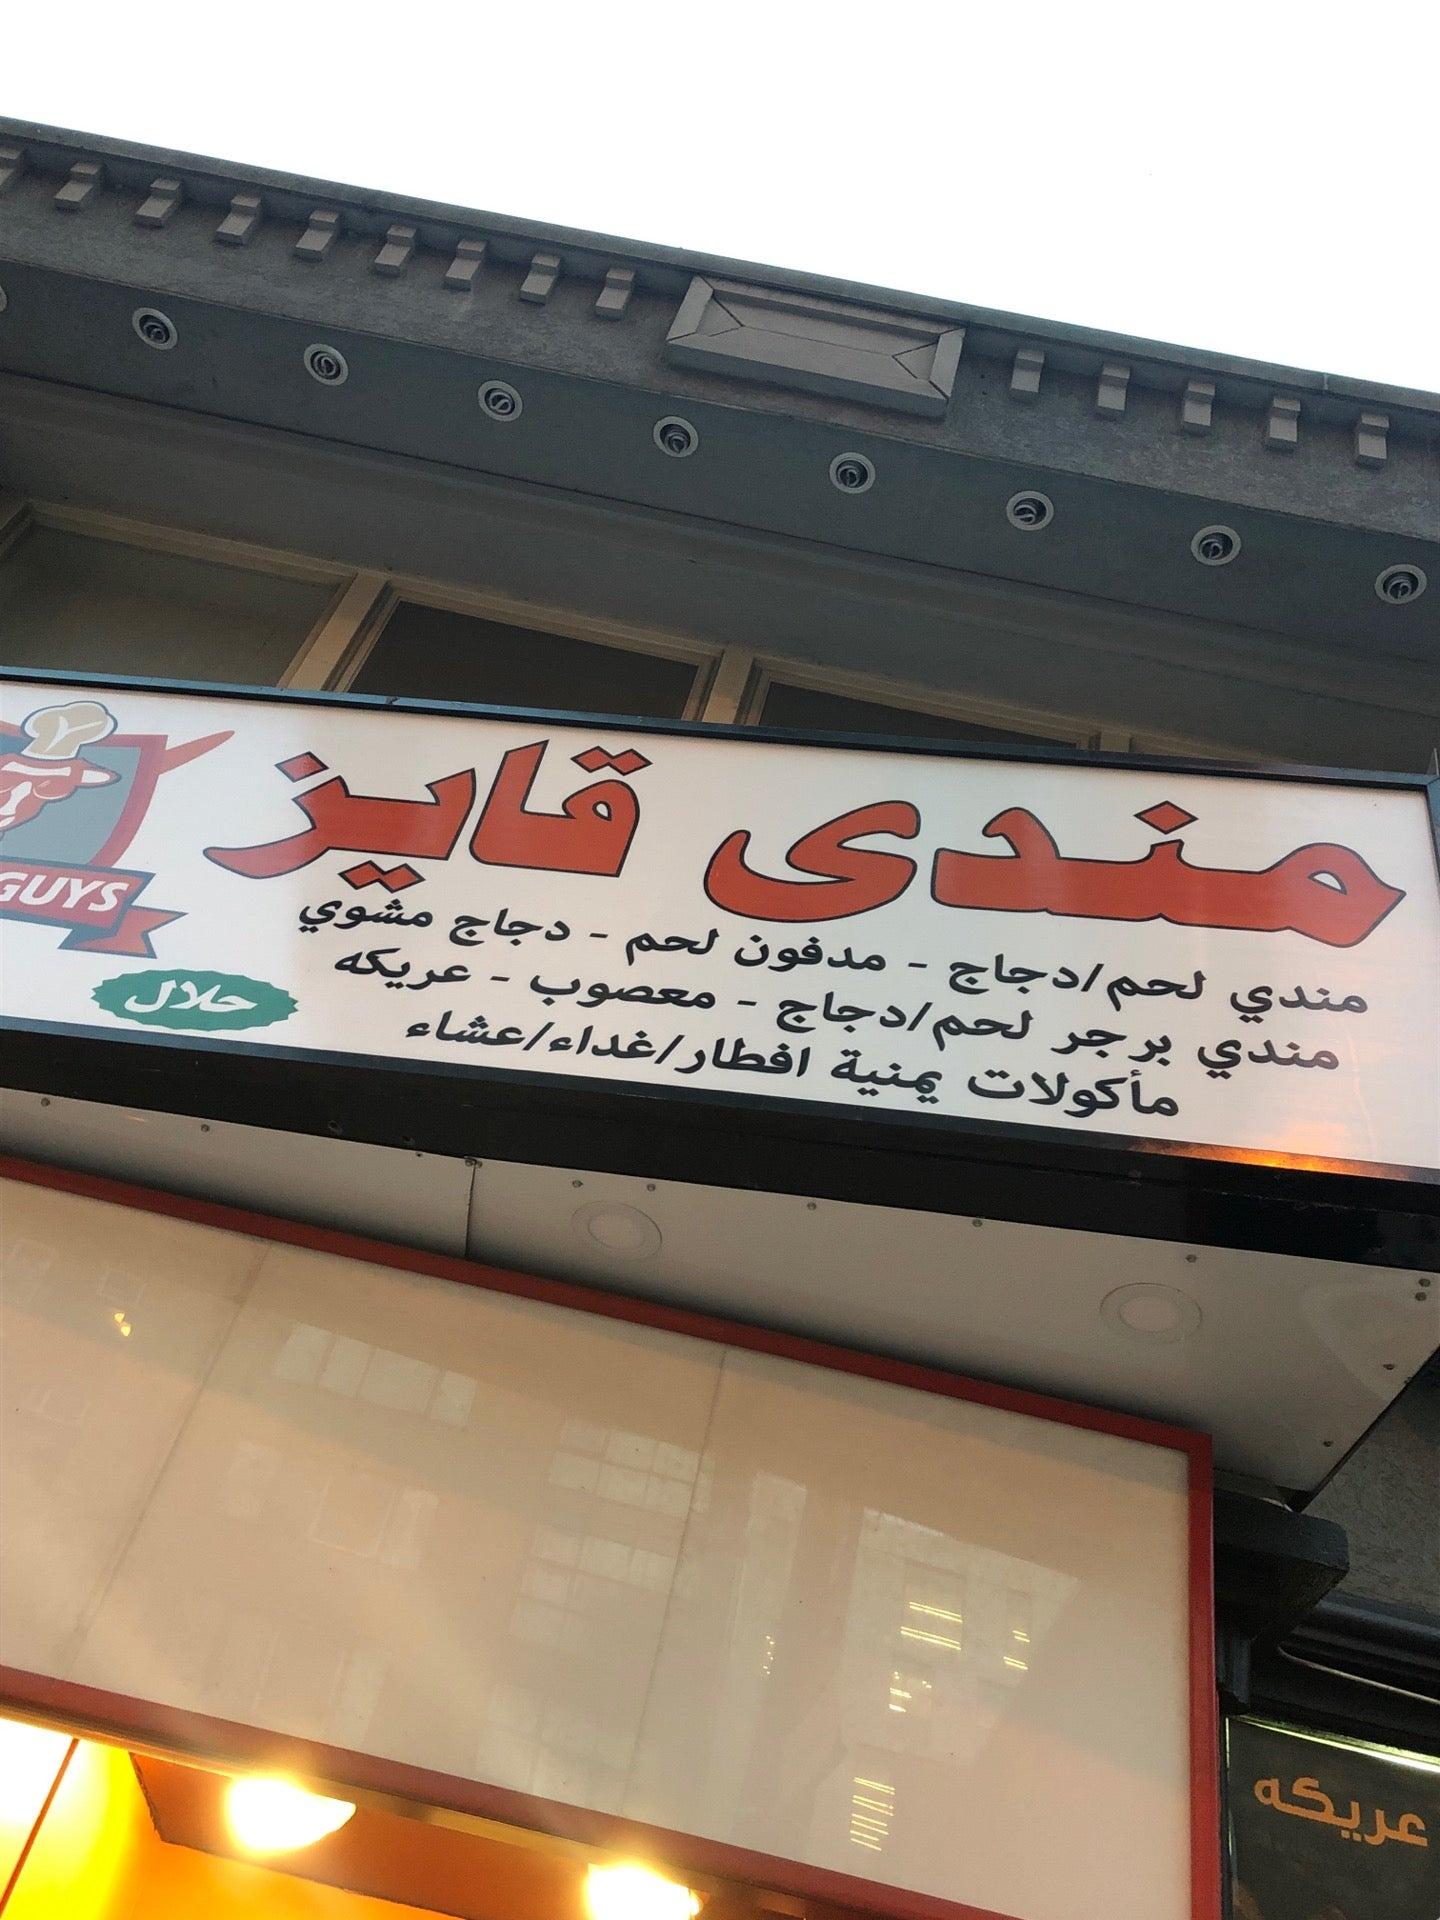 مندى قايز
مندي لحم/دجاج - مدفون لحم - دجاج مشوي
مندي برجر لحم/دجاج - معصوب - عريكه
مأكولات يمنية افطار/غداء/عشاء
GUYS
حلال
عريكه